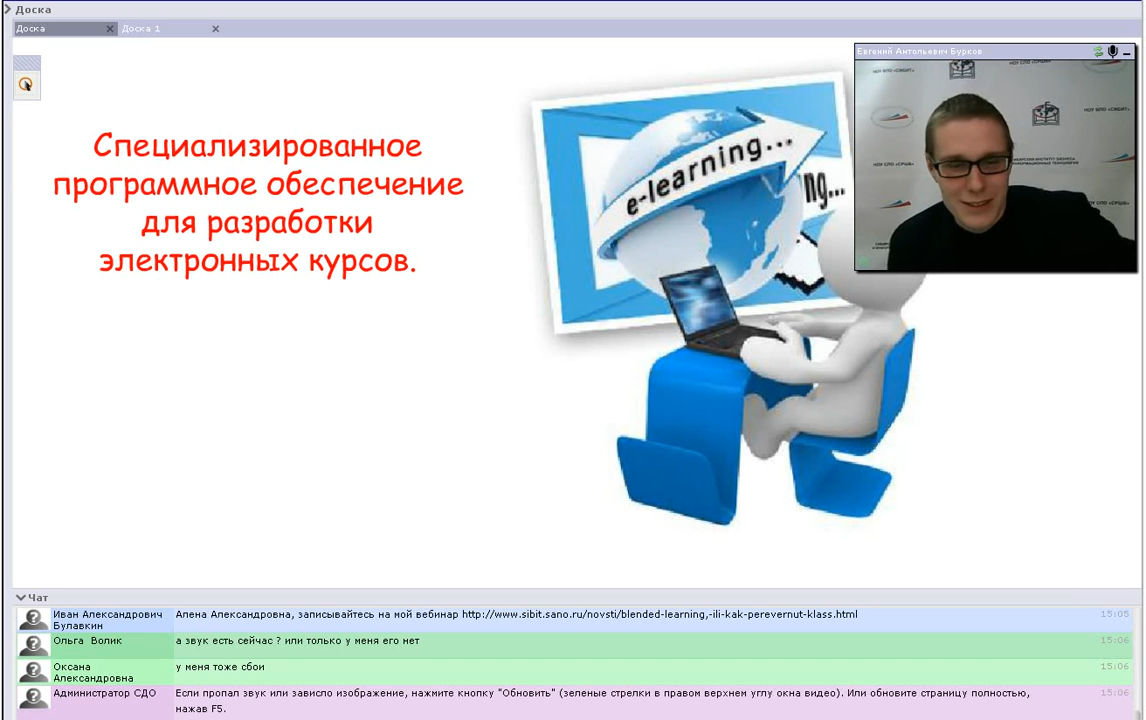 Доска
Доска
Доска 1
Евгений Антольевич Бурков
Специализированное
программное обеспечение
для разработки
электронных курсов.
e-learning...
ng...
Чат
Иван Александрович Булавкин
Алена Александровна, записывайтесь на мой вебинар http://www.sibit.sano.ru/novsti/blended-learning,-ili-kak-perevernut-klass.html
15:05
Ольга Волик
а звук есть сейчас ? или только у меня его нет
15:06
Оксана Александровна
у меня тоже сбои
15:06
Администратор СДО
Если пропал звук или зависло изображение, нажмите кнопку "Обновить" (зеленые стрелки в правом верхнем углу окна видео). Или обновите страницу полностью,
нажав F5.
15:06